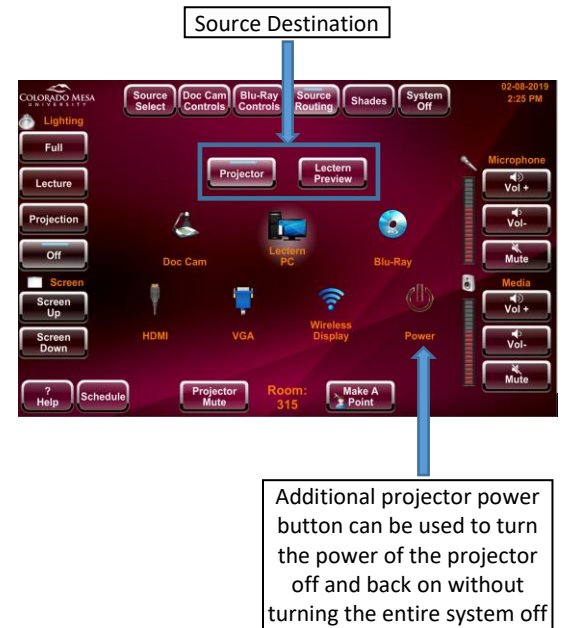 Source Destination
COLORADO MESA
UNIVERSITY
Source
Select
Doc Cam
Controls
Blu-Ray
Controls
Source
Routing
Shades
System
Off
02-08-2019
2:25 PM
Lighting
Full
Lecture
Projection
Off
Screen
Screen
Up
Screen
Down
Projector
Lectern
Preview
Doc Cam
Lectern
PC
Blu-Ray
HDMI
VGA
Wireless
Display
Power
Microphone
Vol +
Vol-
Mute
Media
Vol +
Vol-
Mute
?
Help
Schedule
Projector
Mute
Room:
315
Make A
Point
Additional projector power
button can be used to turn
the power of the projector
off and back on without
turning the entire system off